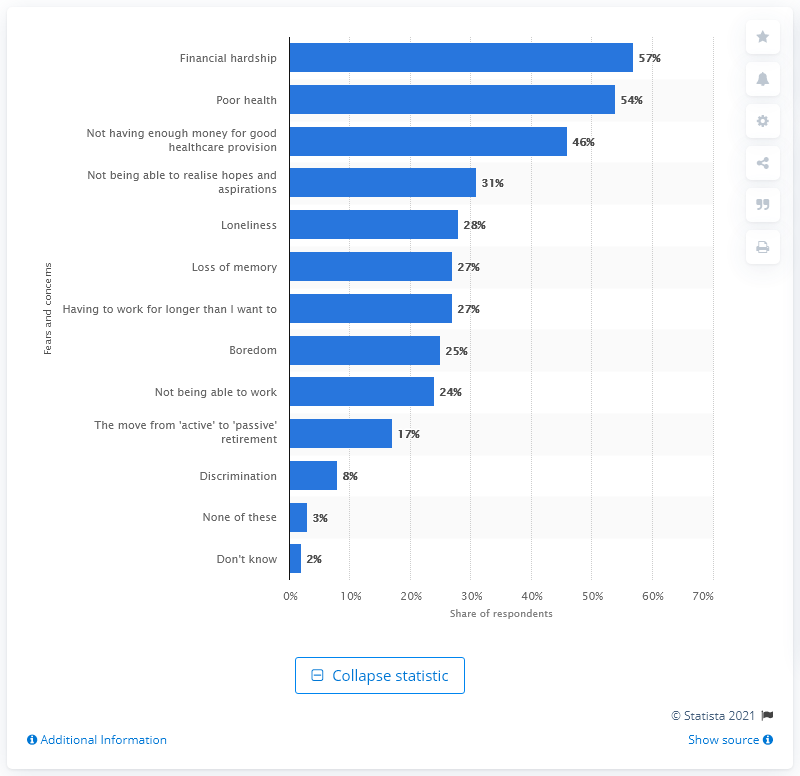 Financial hardship 57%
Poor health 54%
Not having enough money for good
healthcare provision 46%
Not being able to realise hopes and
aspirations 31%
Loneliness 28%
Loss of memory 27%
Having to work for longer than I want to 27%
Boredom 25%
Not being able to work 24%
The move from 'active' to 'passive'
retirement 17%
Discrimination 8%
None of these 3%
Don't know 2%
Fears and concerns
0% 10% 20% 30% 40% 50% 60% 70%
Share of respondents
Collapse statistic
© Statista 2021
Additional Information
Show source